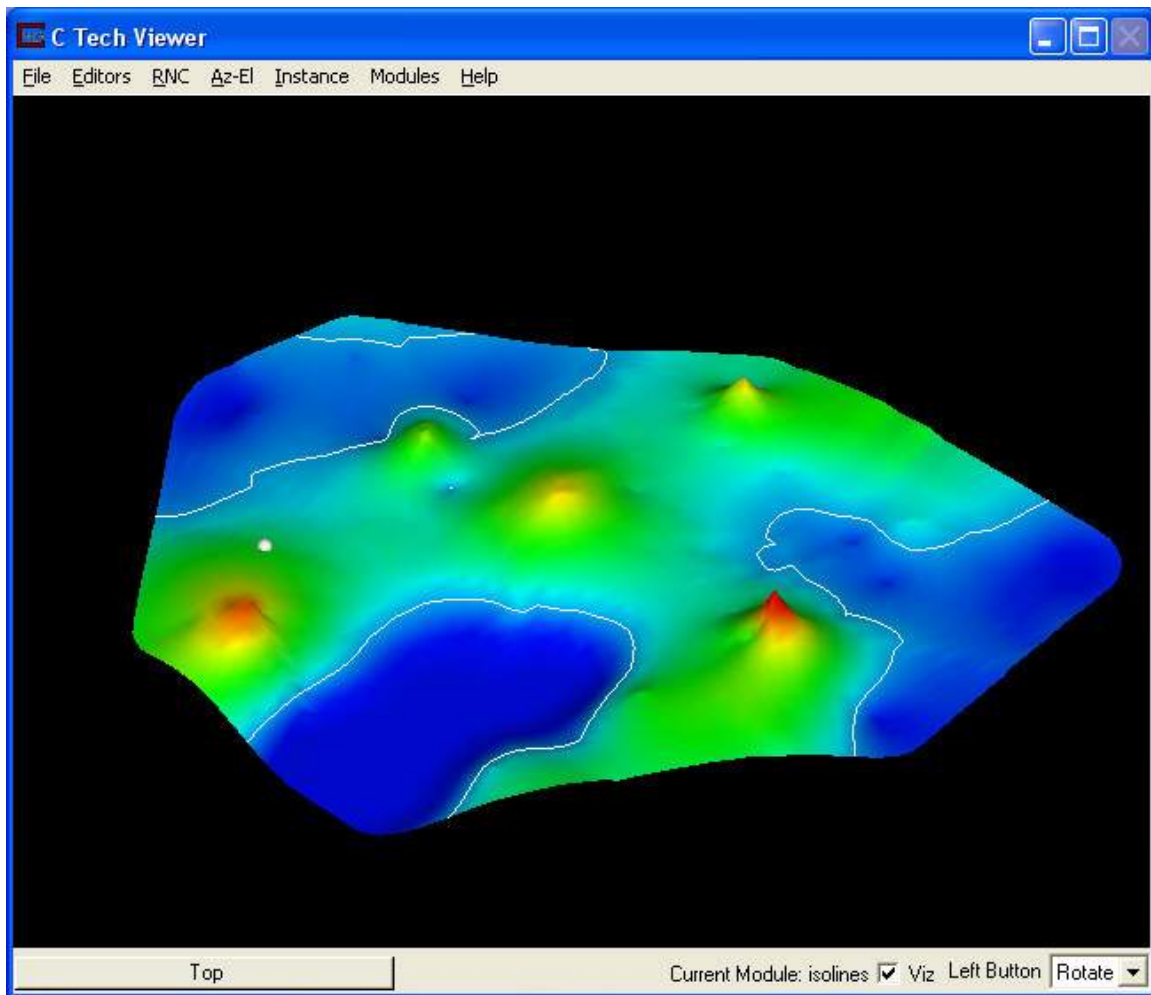 C Tech Viewer
File Editors RNC Az-El Instance Modules Help
Top Current Module: isolines Viz Left Button Rotate